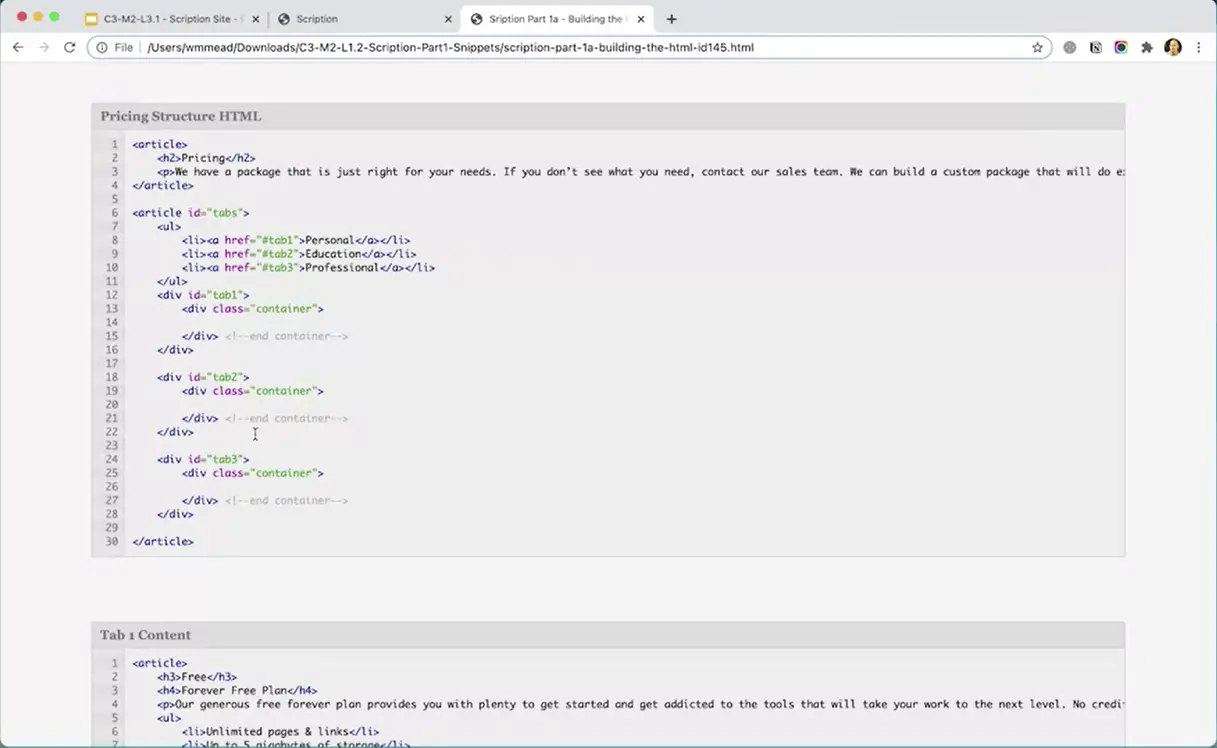 C3-M2-L3.1 - Scription Site -
Scription
Sription Part 1a - Building the
File /Users/wmmead/Downloads/C3-M2-L1.2-Scription-Part1-Snippets/scription-part-1a-building-the-html-id145.html
Pricing Structure HTML
1 <article>
2 <h2>Pricing</h2>
3 <p>We have a package that is just right for your needs. If you don't see what you need, contact our sales team. We can build a custom package that will do e
4 </article>
5
6 <article id="tabs">
7 <ul>
8 <li><a href="#tab1">Personal</a></li>
9 <li><a href="#tab2">Education</a></li>
10 <li><a href="#tab3">Professional</a></li>
11 </ul>
12 <div id="tab1">
13 <div class="container">
14
15 </div> <!--end container-->
16 </div>
17
18 <div id="tab2">
19 <div class="container">
20
21 </div> <!--end container-->
22 </div>
23
24 <div id="tab3">
25 <div class="container">
26
27 </div> <!--end container-->
28 </div>
29
30 </article>
Tab 1 Content
1 <article>
2 <h3>Free</h3>
3 <h4>Forever Free Plan</h4>
4 <p>Our generous free forever plan provides you with plenty to get started and get addicted to the tools that will take your work to the next level. No credi
5 <ul>
6 <li>Unlimited pages & links</li>
7 <li>Up to 5 gigabytes of storage</li>